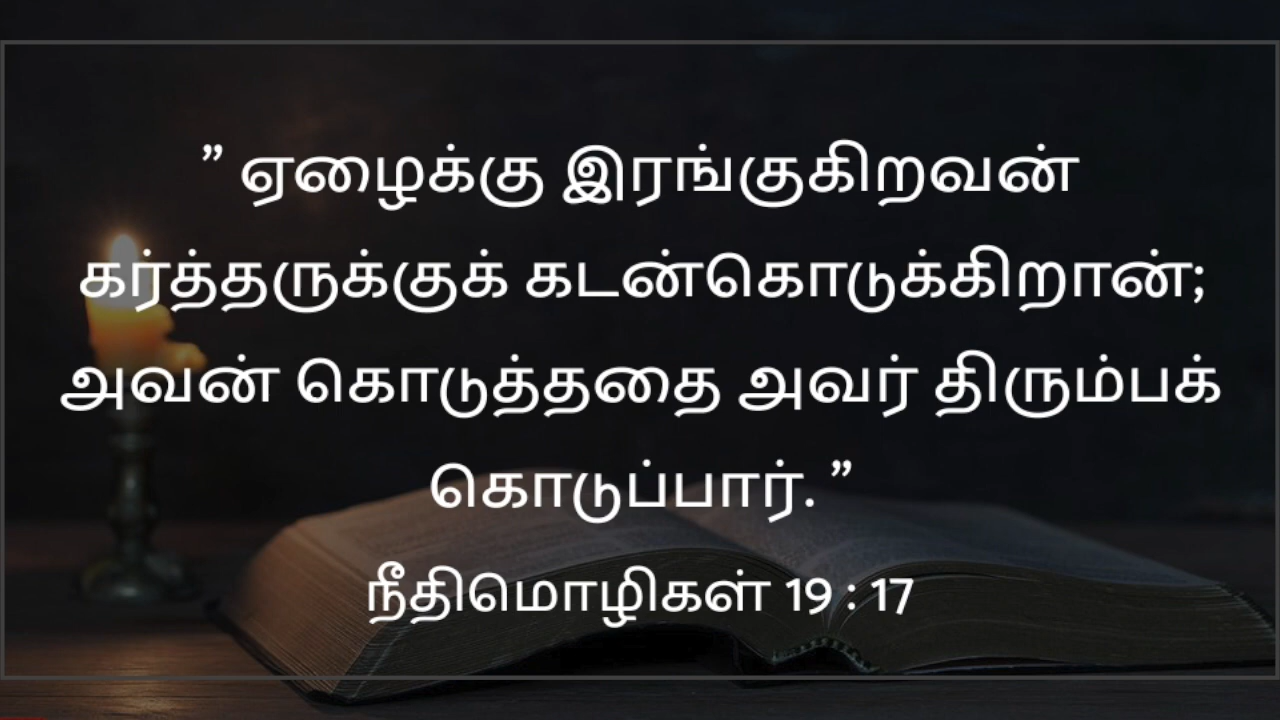 ” ஏழைக்கு இரங்குகிறவன்
கர்த்தருக்குக் கடன்கொடுக்கிறான்;
அவன் கொடுத்ததை அவர் திரும்பக்
கொடுப்பார். ”
நீதிமொழிகள் 19 : 17